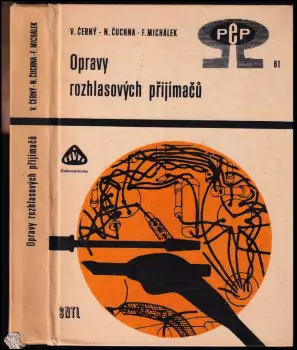 V. ČERNÝ - N. ČUCHNA - F. MICHÁLEK
PEP
61
Opravy
rozhlasových přijímačů
Elektrotechnika
SNTL
V. ČERNÝ - N. ČUCHNA - F. MICHÁLEK
Opravy rozhlasových přijímačů